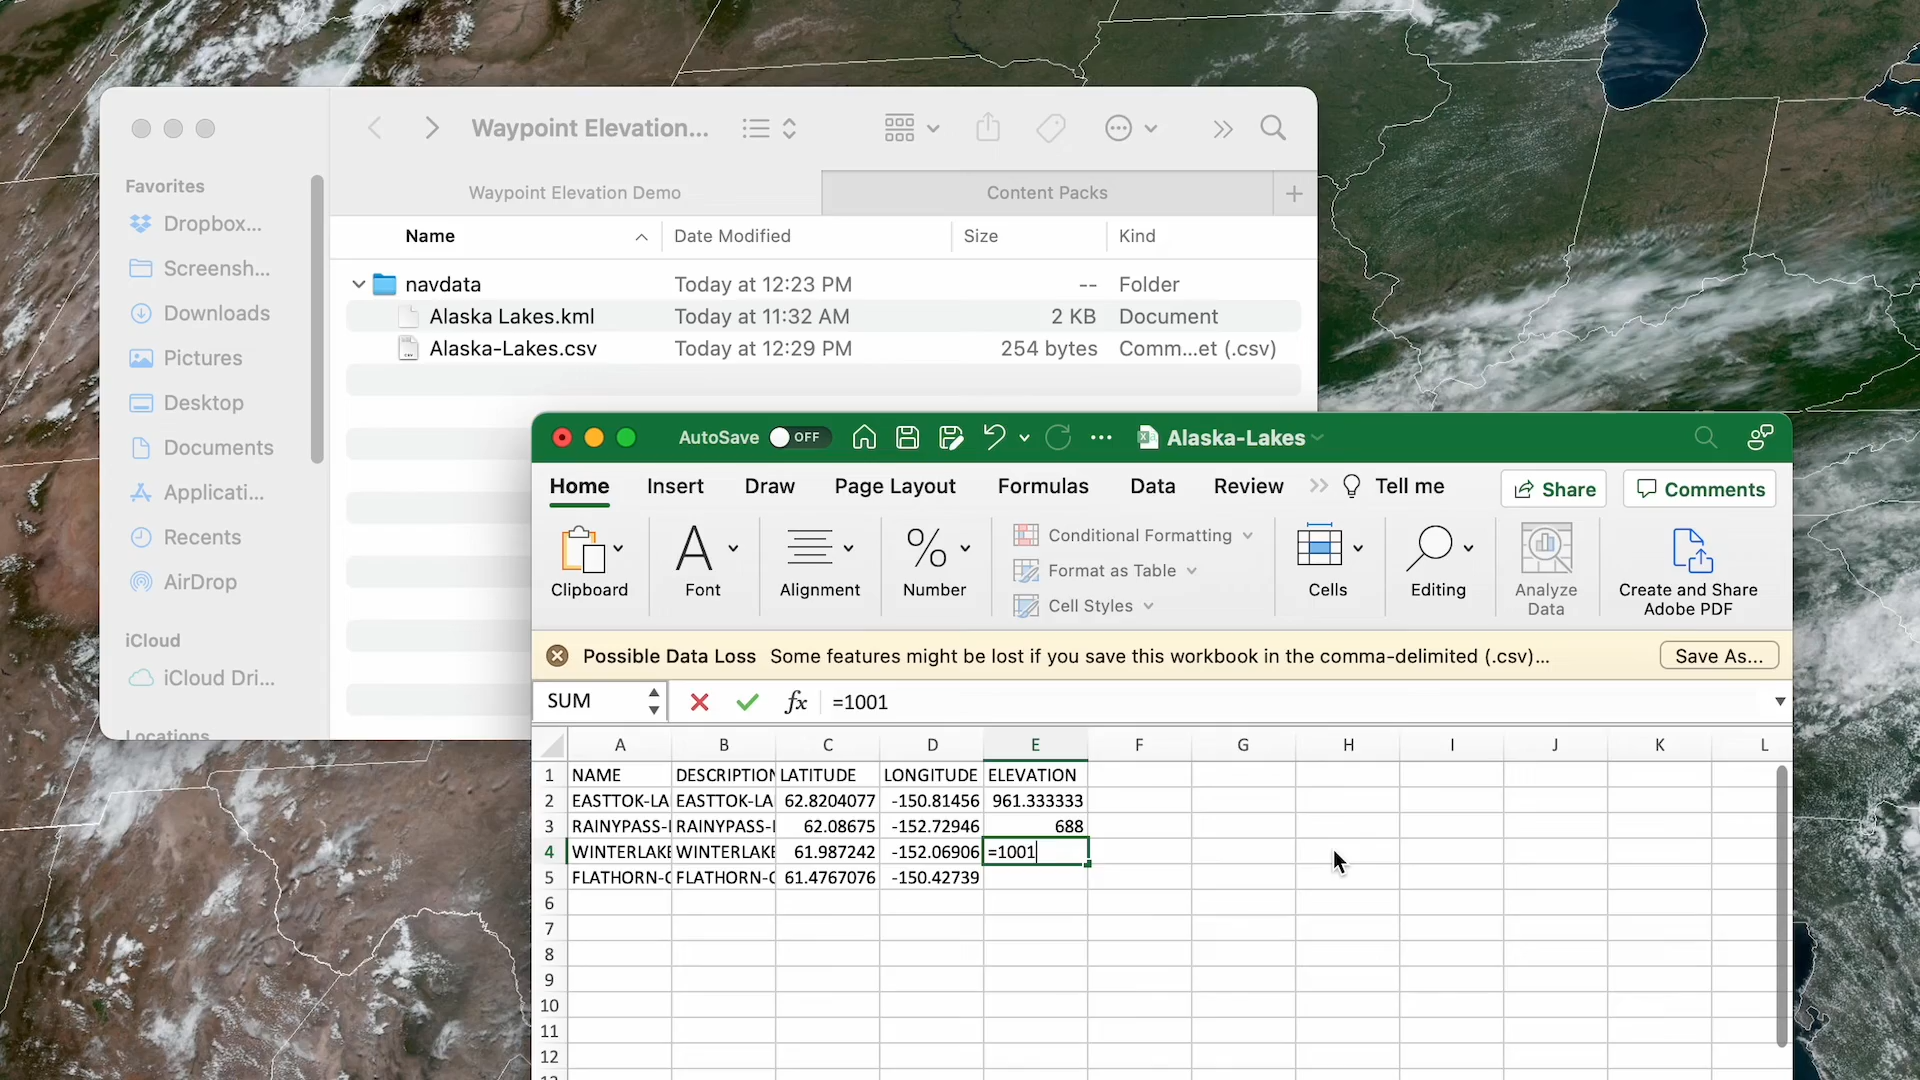 Waypoint Elevation...
Favorites
Dropbox...
Screensh...
Downloads
Pictures
Desktop
Documents
Applicati...
Recents
AirDrop
iCloud
iCloud Dri...
Locations
Waypoint Elevation Demo
Content Packs
Name Date Modified Size Kind
navdata Today at 12:23 PM -- Folder
Alaska Lakes.kml Today at 11:32 AM 2 KB Document
Alaska-Lakes.csv Today at 12:29 PM 254 bytes Comm...et (.csv)
AutoSave OFF Alaska-Lakes
Home Insert Draw Page Layout Formulas Data Review Tell me Share Comments
Clipboard
Font
Alignment
Number
Conditional Formatting
Format as Table
Cell Styles
Cells
Editing
Analyze
Data
Create and Share
Adobe PDF
Possible Data Loss Some features might be lost if you save this workbook in the comma-delimited (.csv)... Save As...
SUM fx =1001
A B C D E F G H I J K L
1 NAME DESCRIPTION LATITUDE LONGITUDE ELEVATION
2 EASTTOK-LA EASTTOK-LA 62.8204077 -150.81456 961.333333
3 RAINYPASS- RAINYPASS- 62.08675 -152.72946 688
4 WINTERLAKE WINTERLAKE 61.987242 -152.06906 =1001
5 FLATHORN- FLATHORN- 61.4767076 -150.42739
6
7
8
9
10
11
12